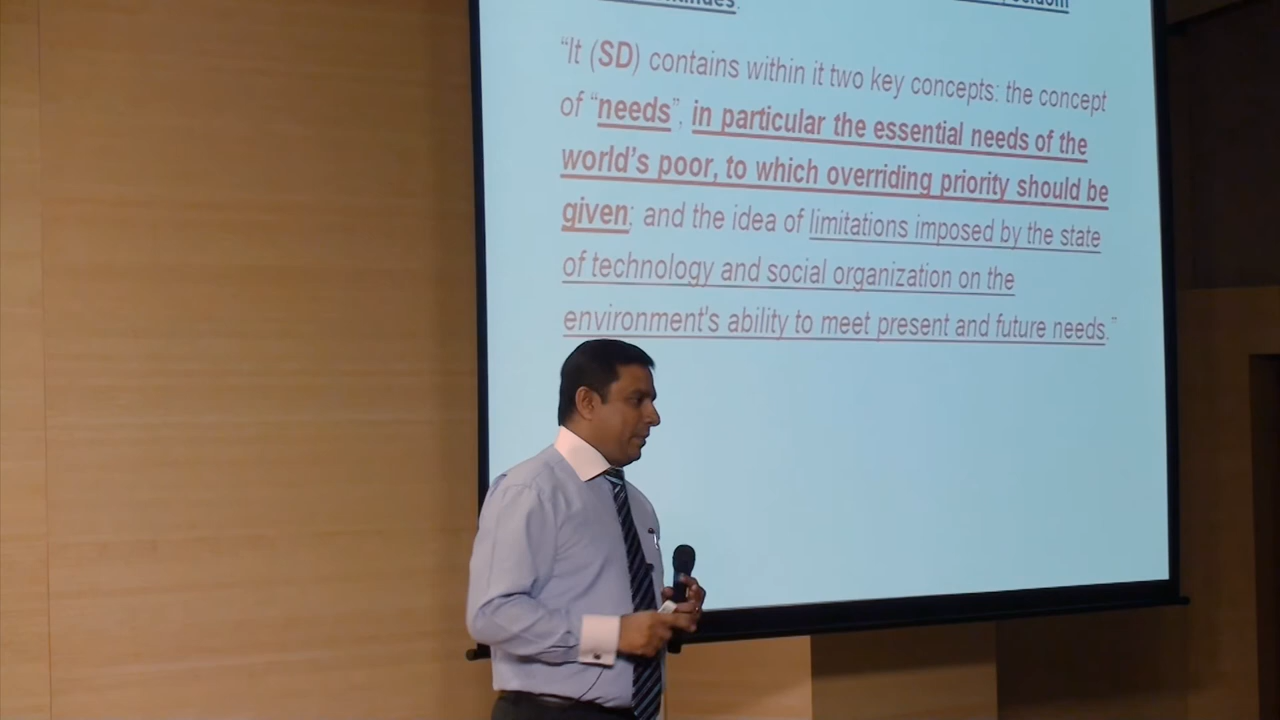 “It (SD) contains within it two key concepts: the concept
of “needs”, in particular the essential needs of the
world’s poor, to which overriding priority should be
given; and the idea of limitations imposed by the state
of technology and social organization on the
environment's ability to meet present and future needs.”